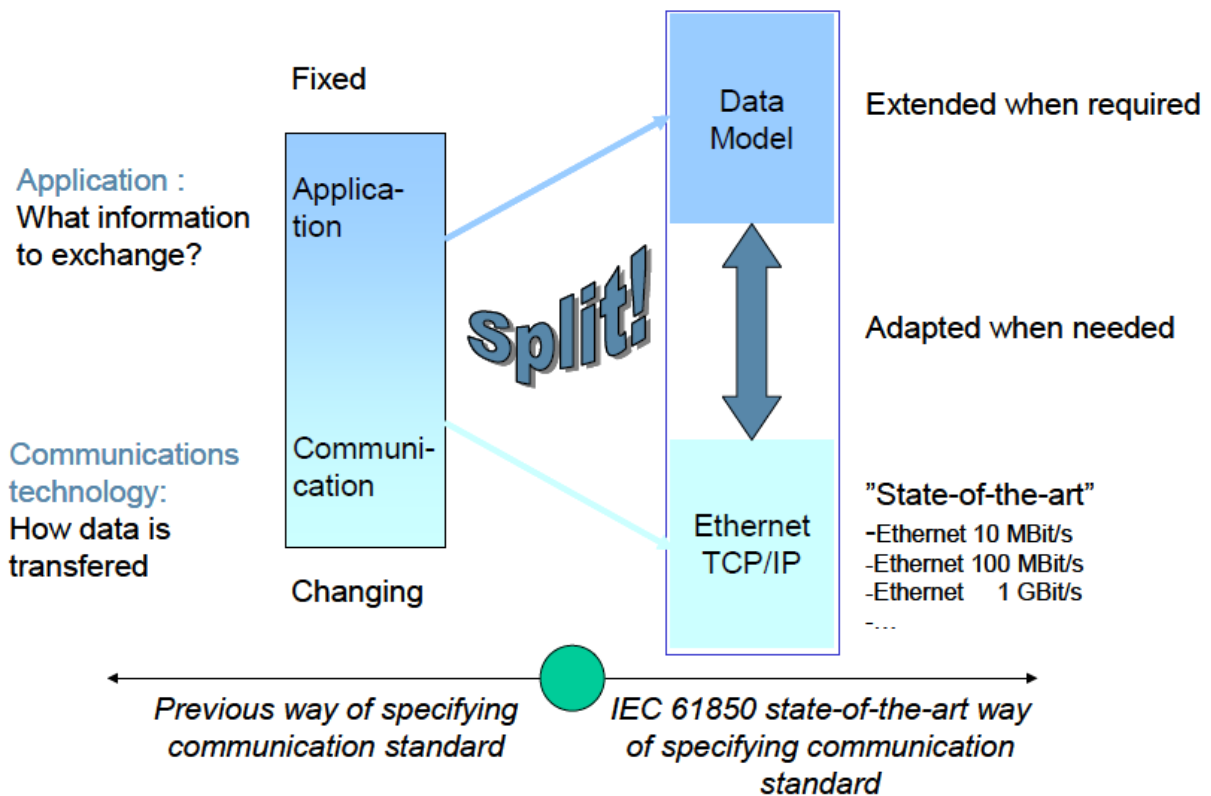 Fixed
Application :
What information
to exchange?
Applica-
tion
Communi-
cation
Communications
technology:
How data is
transfered
Changing
Split!
Data
Model
Extended when required
Adapted when needed
Ethernet
TCP/IP
”State-of-the-art”
-Ethernet 10 MBit/s
-Ethernet 100 MBit/s
-Ethernet 1 GBit/s
-...
Previous way of specifying
communication standard
IEC 61850 state-of-the-art way
of specifying communication
standard